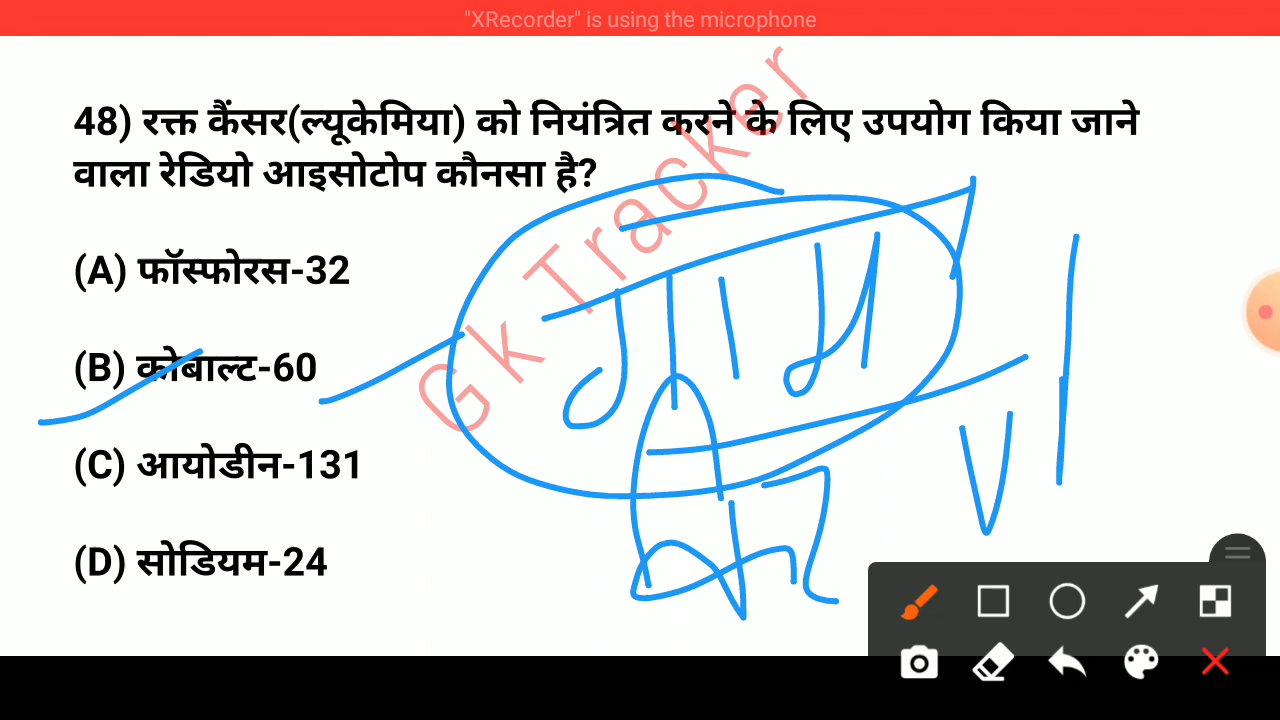 "XRecorder" is using the microphone
48) रक्त कैंसर(ल्यूकेमिया) को नियंत्रित करने के लिए उपयोग किया जाने
वाला रेडियो आइसोटोप कौनसा है?
Gk Tracker
(A) फॉस्फोरस-32
(B) कोबाल्ट-60
(C) आयोडीन-131
(D) सोडियम-24